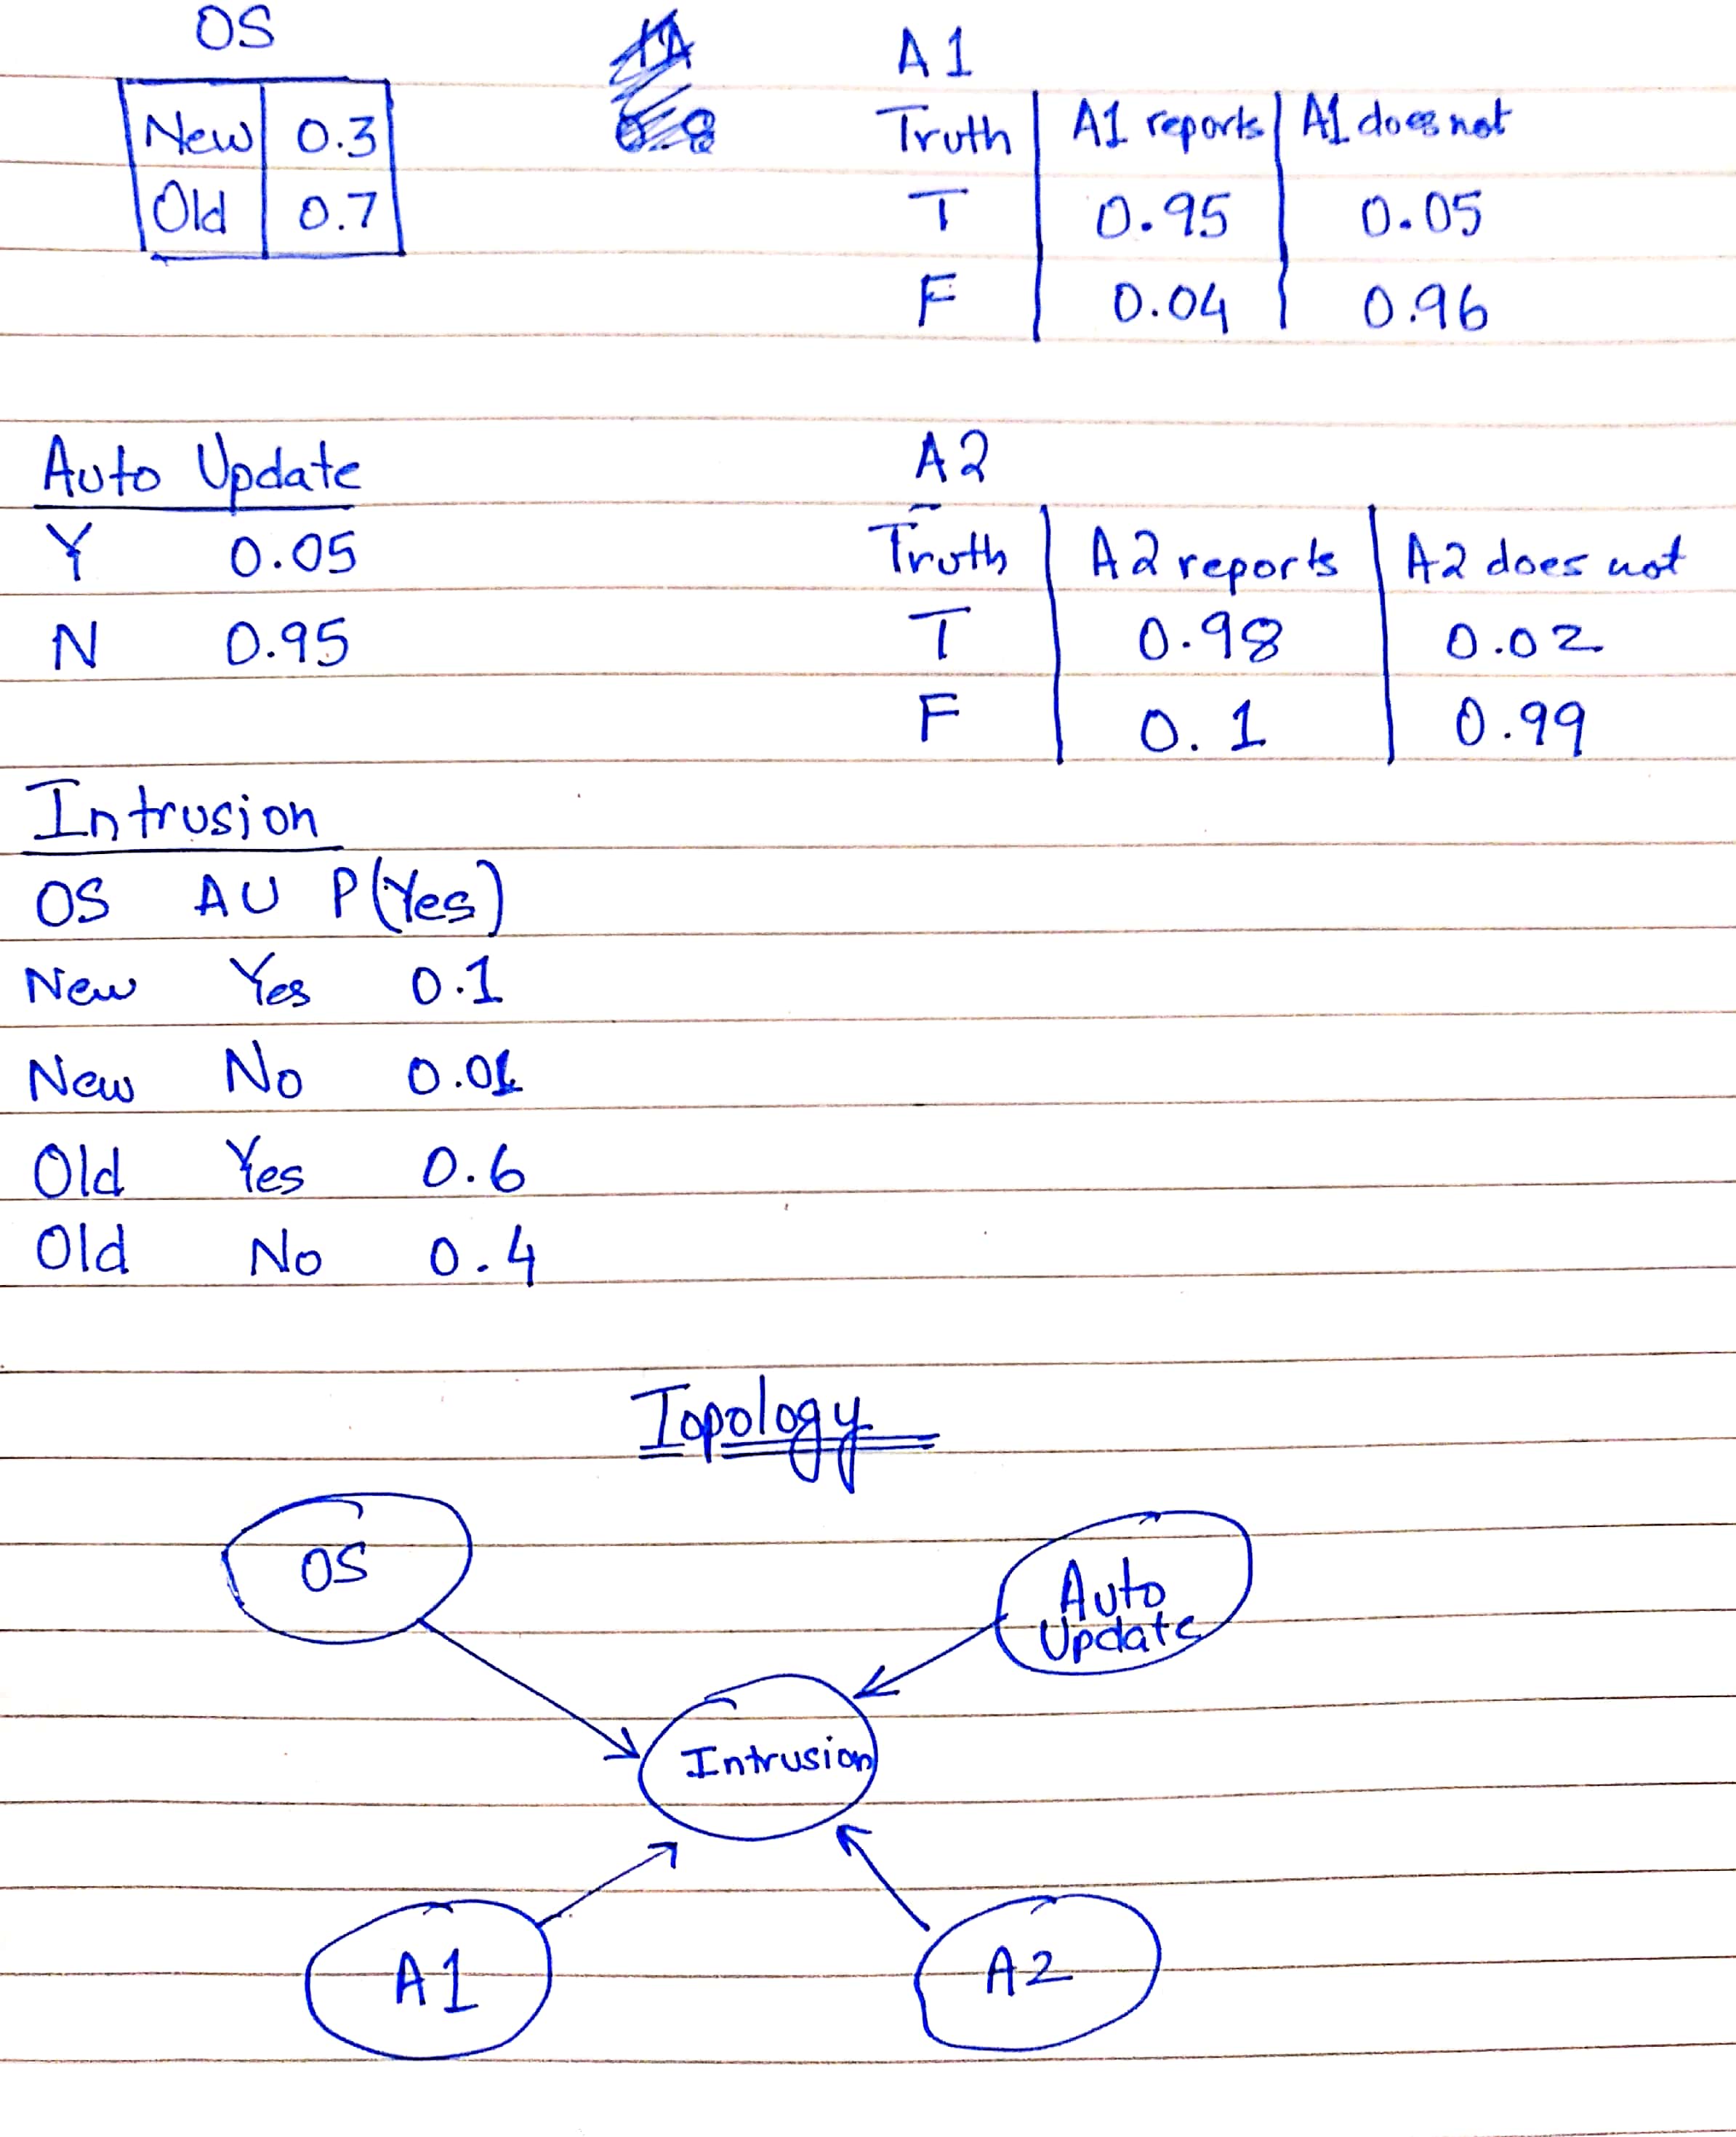 OS
New 0.3
Old 0.7
A1
Truth A1 reports A1 does not
T 0.95 0.05
F 0.04 0.96
Auto Update
Y 0.05
N 0.95
A2
Truth A2 reports A2 does not
T 0.98 0.02
F 0.1 0.99
Intrusion
OS AU P(Yes)
New Yes 0.1
New No 0.01
Old Yes 0.6
Old No 0.4
Topology
OS
Auto
Update
Intrusion
A1
A2